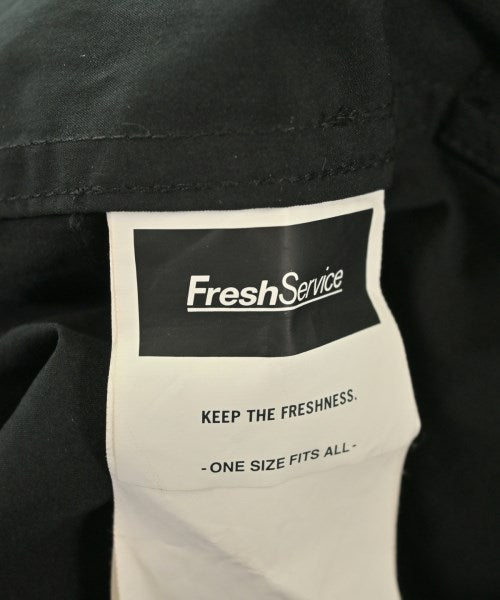 FreshService
KEEP THE FRESHNESS.
- ONE SIZE FITS ALL -